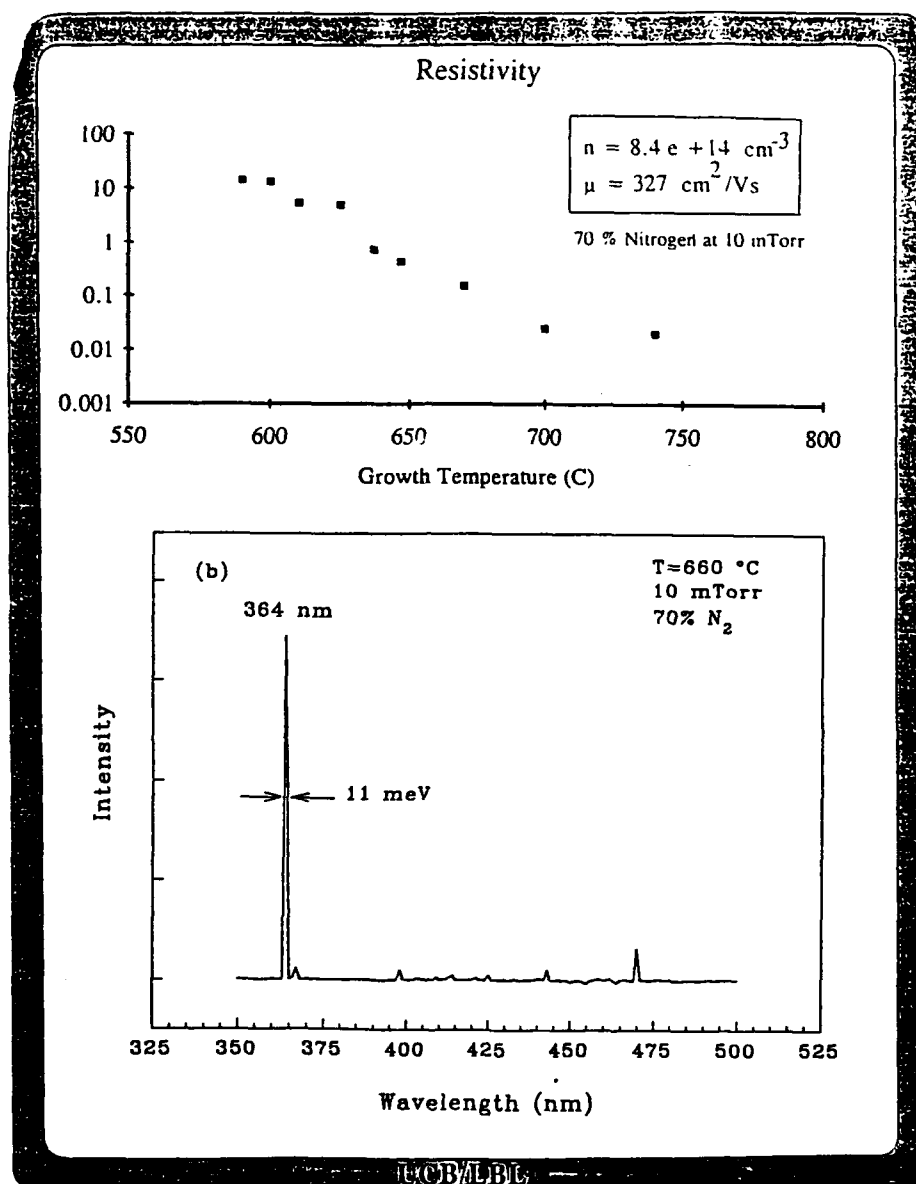 Resistivity
100
10
1
0.1
0.01
0.001
n = 8.4 e +14 cm-3
μ = 327 cm2/Vs
70 % Nitrogen at 10 mTorr
550 600 650 700 750 800
Growth Temperature (C)
(b)
T=660 °C
10 mTorr
70% N2
364 nm
11 meV
Intensity
325 350 375 400 425 450 475 500 525
Wavelength (nm)
UCB/LBL